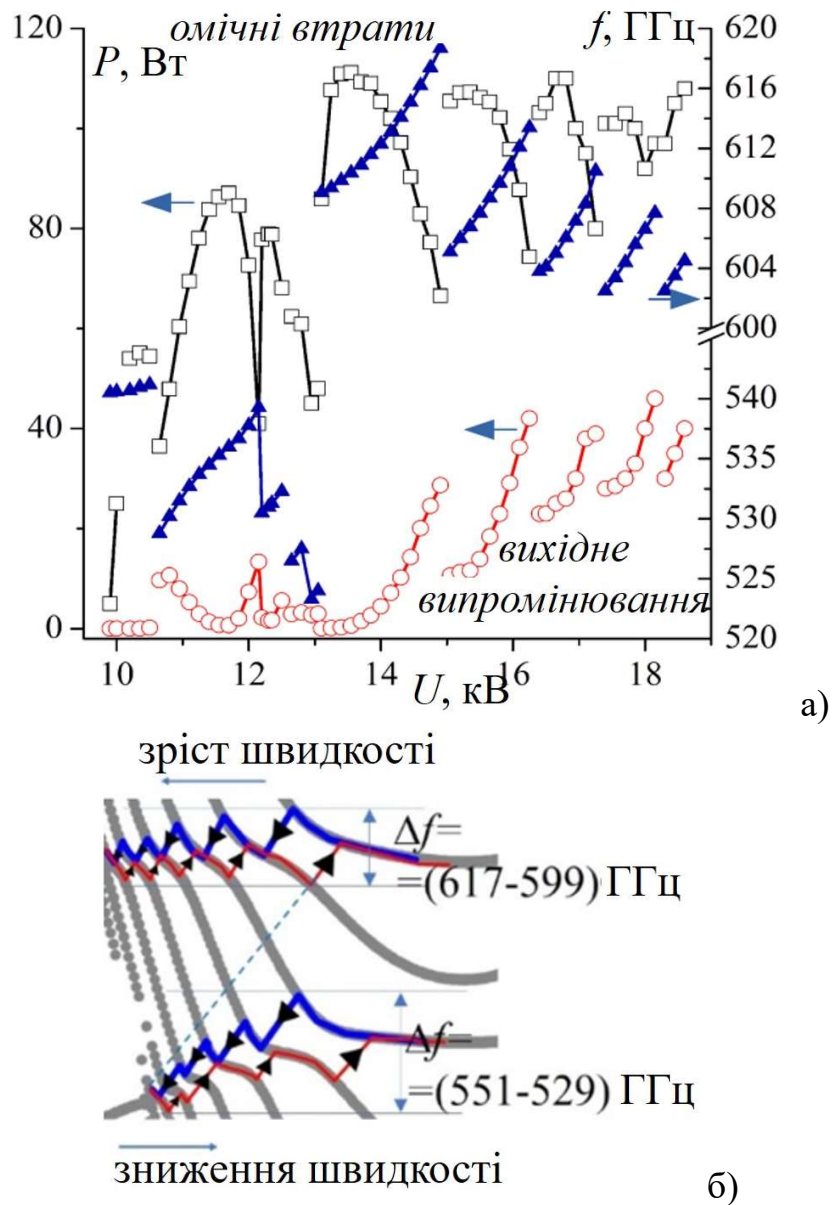 омічні втрати
P, Вт
f, ГГц
120
80
40
0
620
616
612
608
604
600
540
535
530
525
520
вихідне
випромінювання
10 12 14 16 18
U, кВ
а)
зріст швидкості
Δf=
=(617-599) ГГц
Δf=
=(551-529) ГГц
зниження швидкості
б)